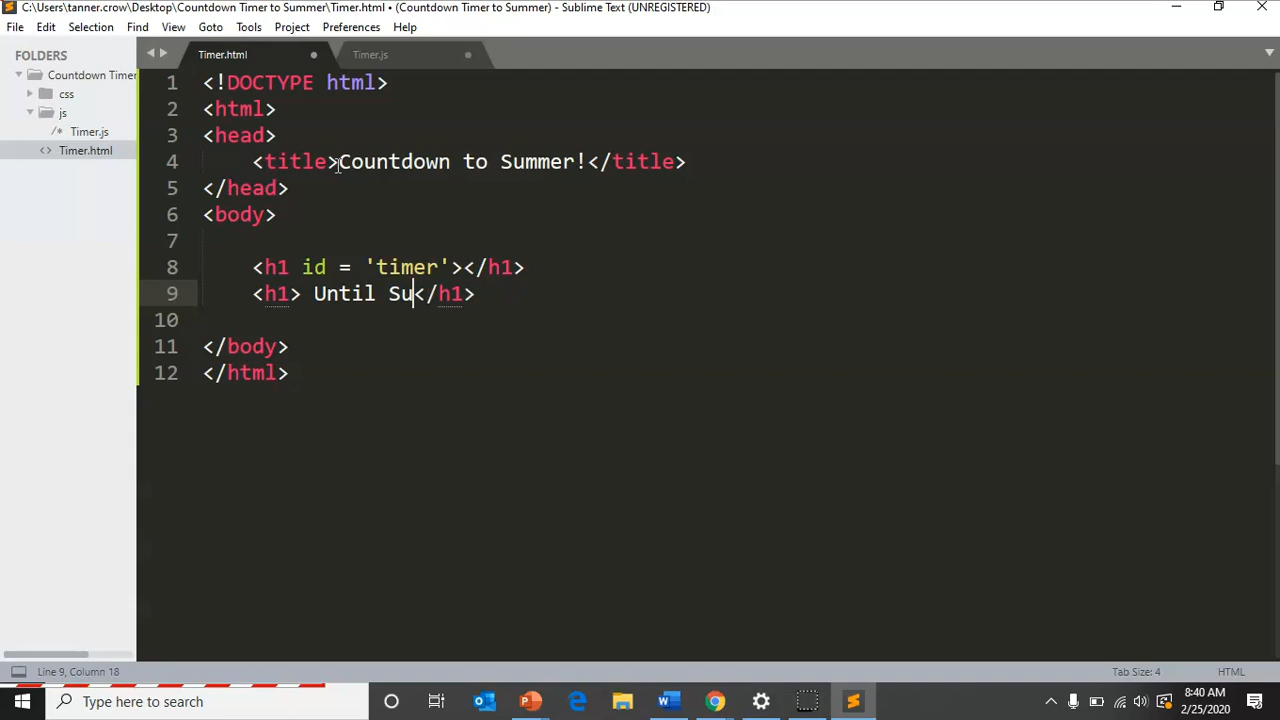 C:\Users\tanner.crow\Desktop\Countdown Timer to Summer\Timer.html • (Countdown Timer to Summer) - Sublime Text (UNREGISTERED)
File Edit Selection Find View Goto Tools Project Preferences Help
FOLDERS
Countdown Timer
css
js
/* Timer.js
<> Timer.html
Timer.html
Timer.js
1 <!DOCTYPE html>
2 <html>
3 <head>
4 <title>Countdown to Summer!</title>
5 </head>
6 <body>
7
8 <h1 id = 'timer'></h1>
9 <h1> Until Su</h1>
10
11 </body>
12 </html>
Line 9, Column 18
Tab Size: 4
HTML
Type here to search
8:40 AM
2/25/2020